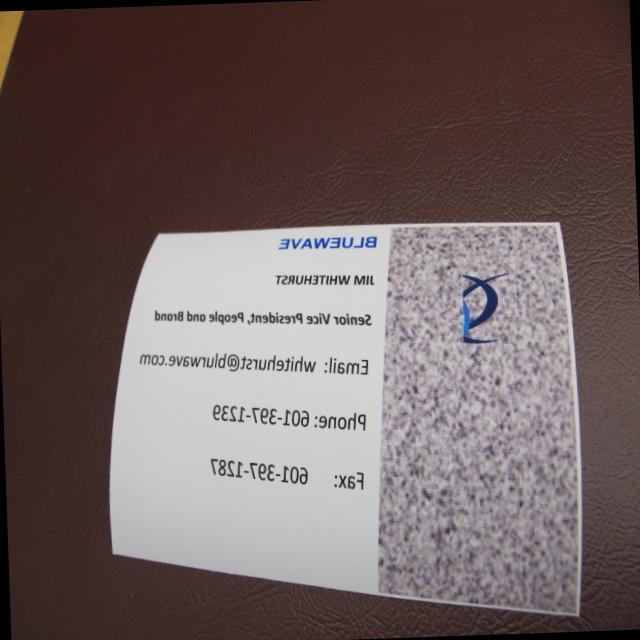 BLUEWAVE
JIM WHITEHURST
Senior Vice President, People and Brand
Email: whitehurst@blurwave.com
Phone: 601-397-1239
Fax: 601-397-1287